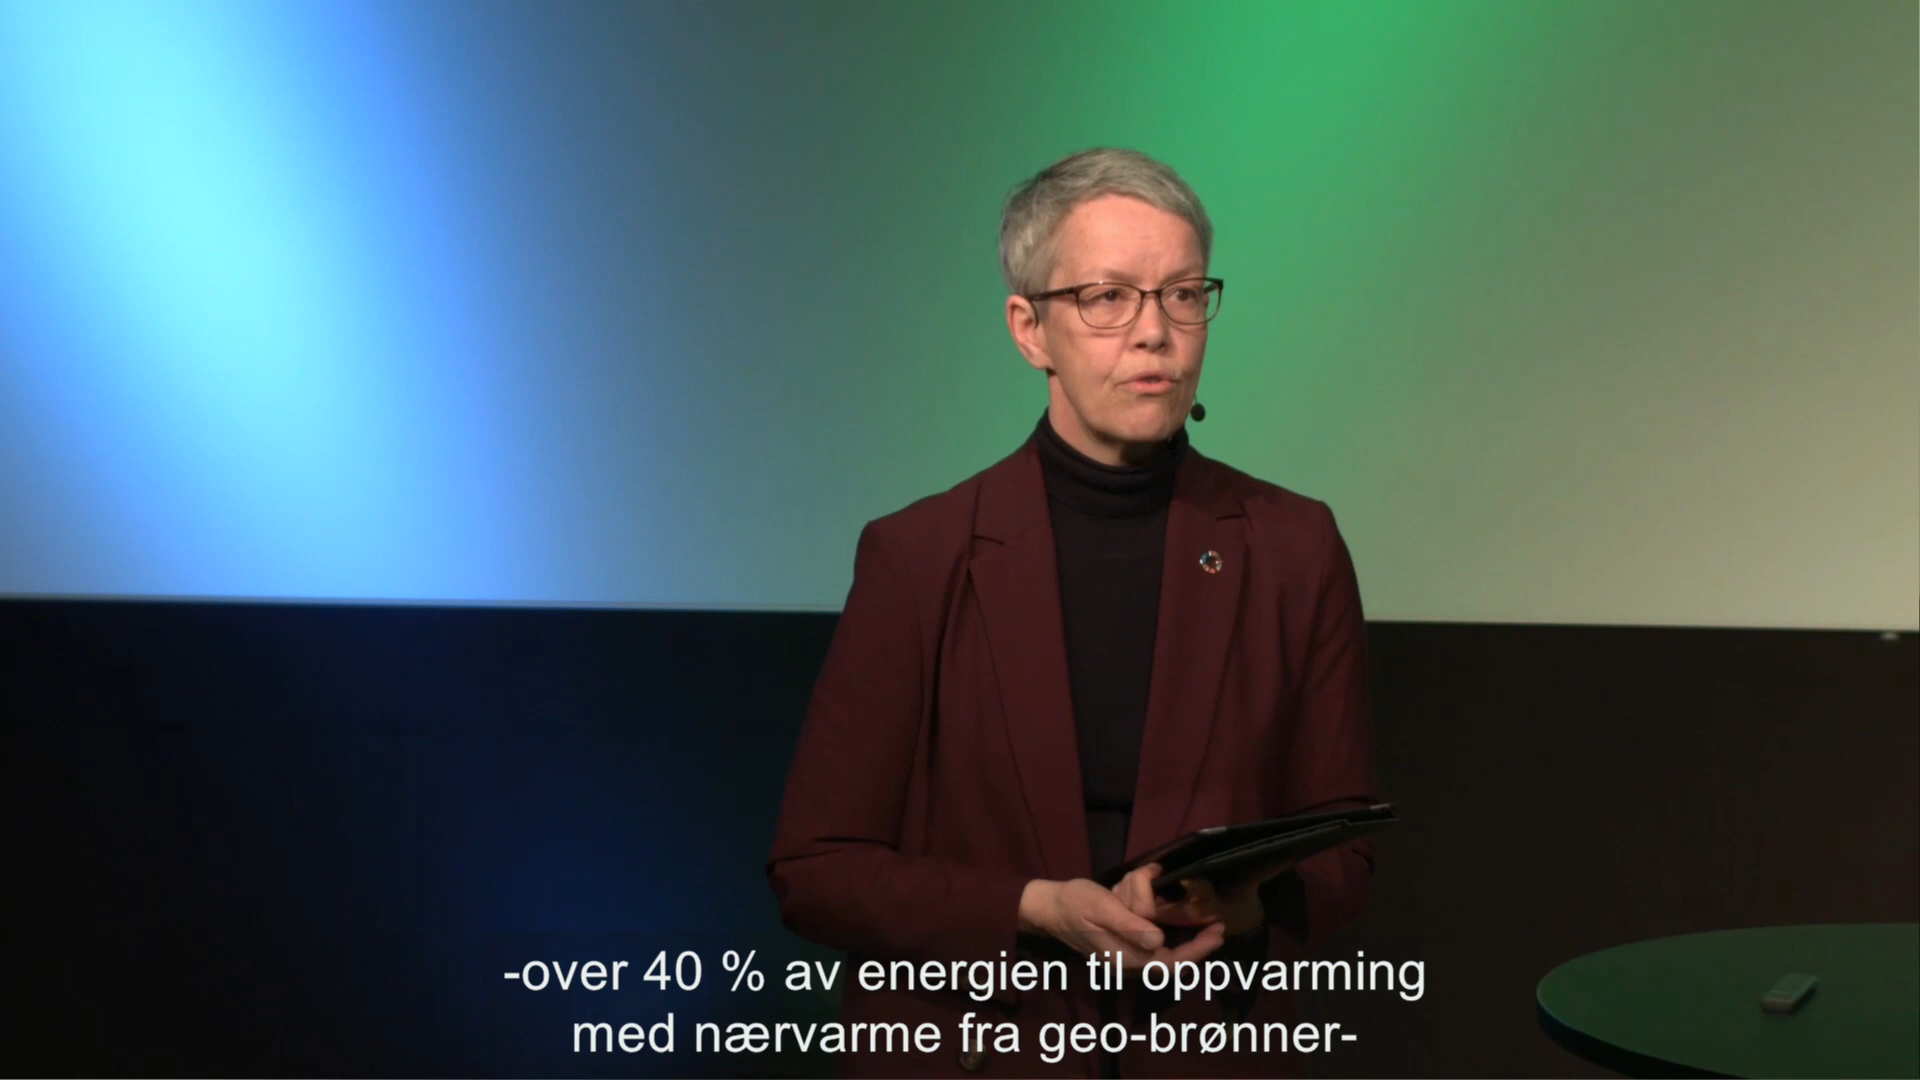 -over 40 % av energien til oppvarming
med nærvarme fra geo-brønner-